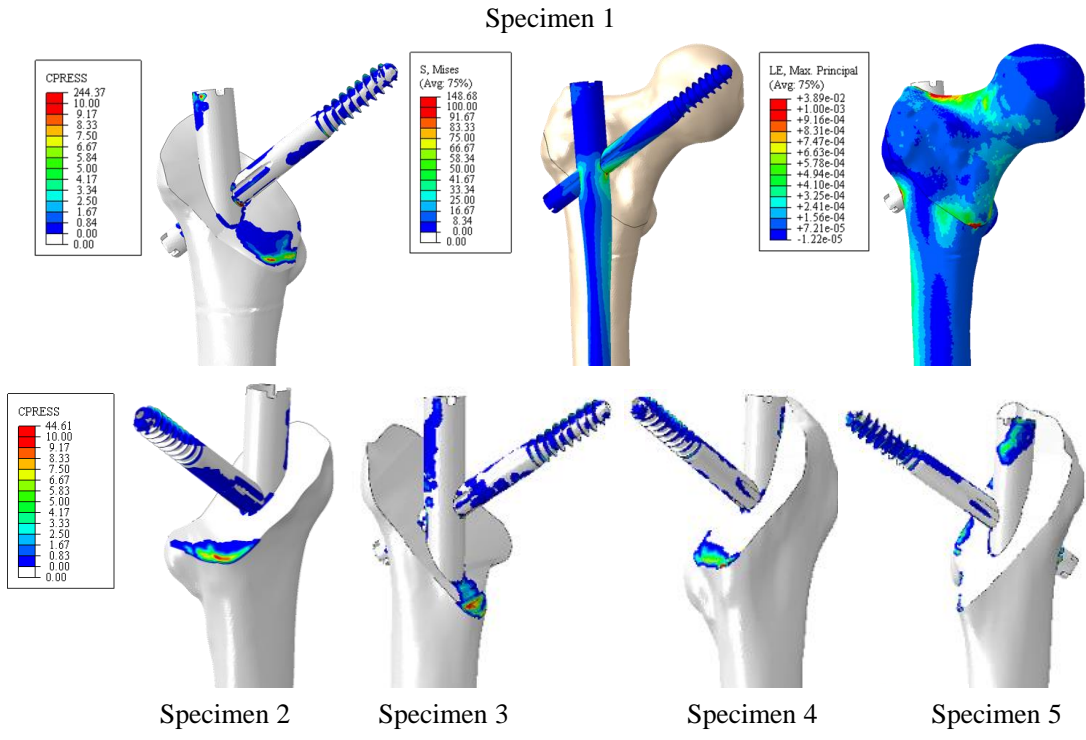 Specimen 1
CPRESS
244.37
10.00
9.17
8.33
7.50
6.67
5.84
5.00
4.17
3.34
2.50
1.67
0.84
0.00
0.00
S, Mises
(Avg: 75%)
148.68
100.00
91.67
83.33
75.00
66.67
58.34
50.00
41.67
33.34
25.00
16.67
8.34
0.00
0.00
LE, Max. Principal
(Avg: 75%)
+3.89e-02
+1.00e-03
+9.16e-04
+8.31e-04
+7.47e-04
+6.63e-04
+5.78e-04
+4.94e-04
+4.10e-04
+3.25e-04
+2.41e-04
+1.56e-04
+7.21e-05
-1.22e-05
CPRESS
44.61
10.00
9.17
8.33
7.50
6.67
5.83
5.00
4.17
3.33
2.50
1.67
0.83
0.00
0.00
Specimen 2
Specimen 3
Specimen 4
Specimen 5